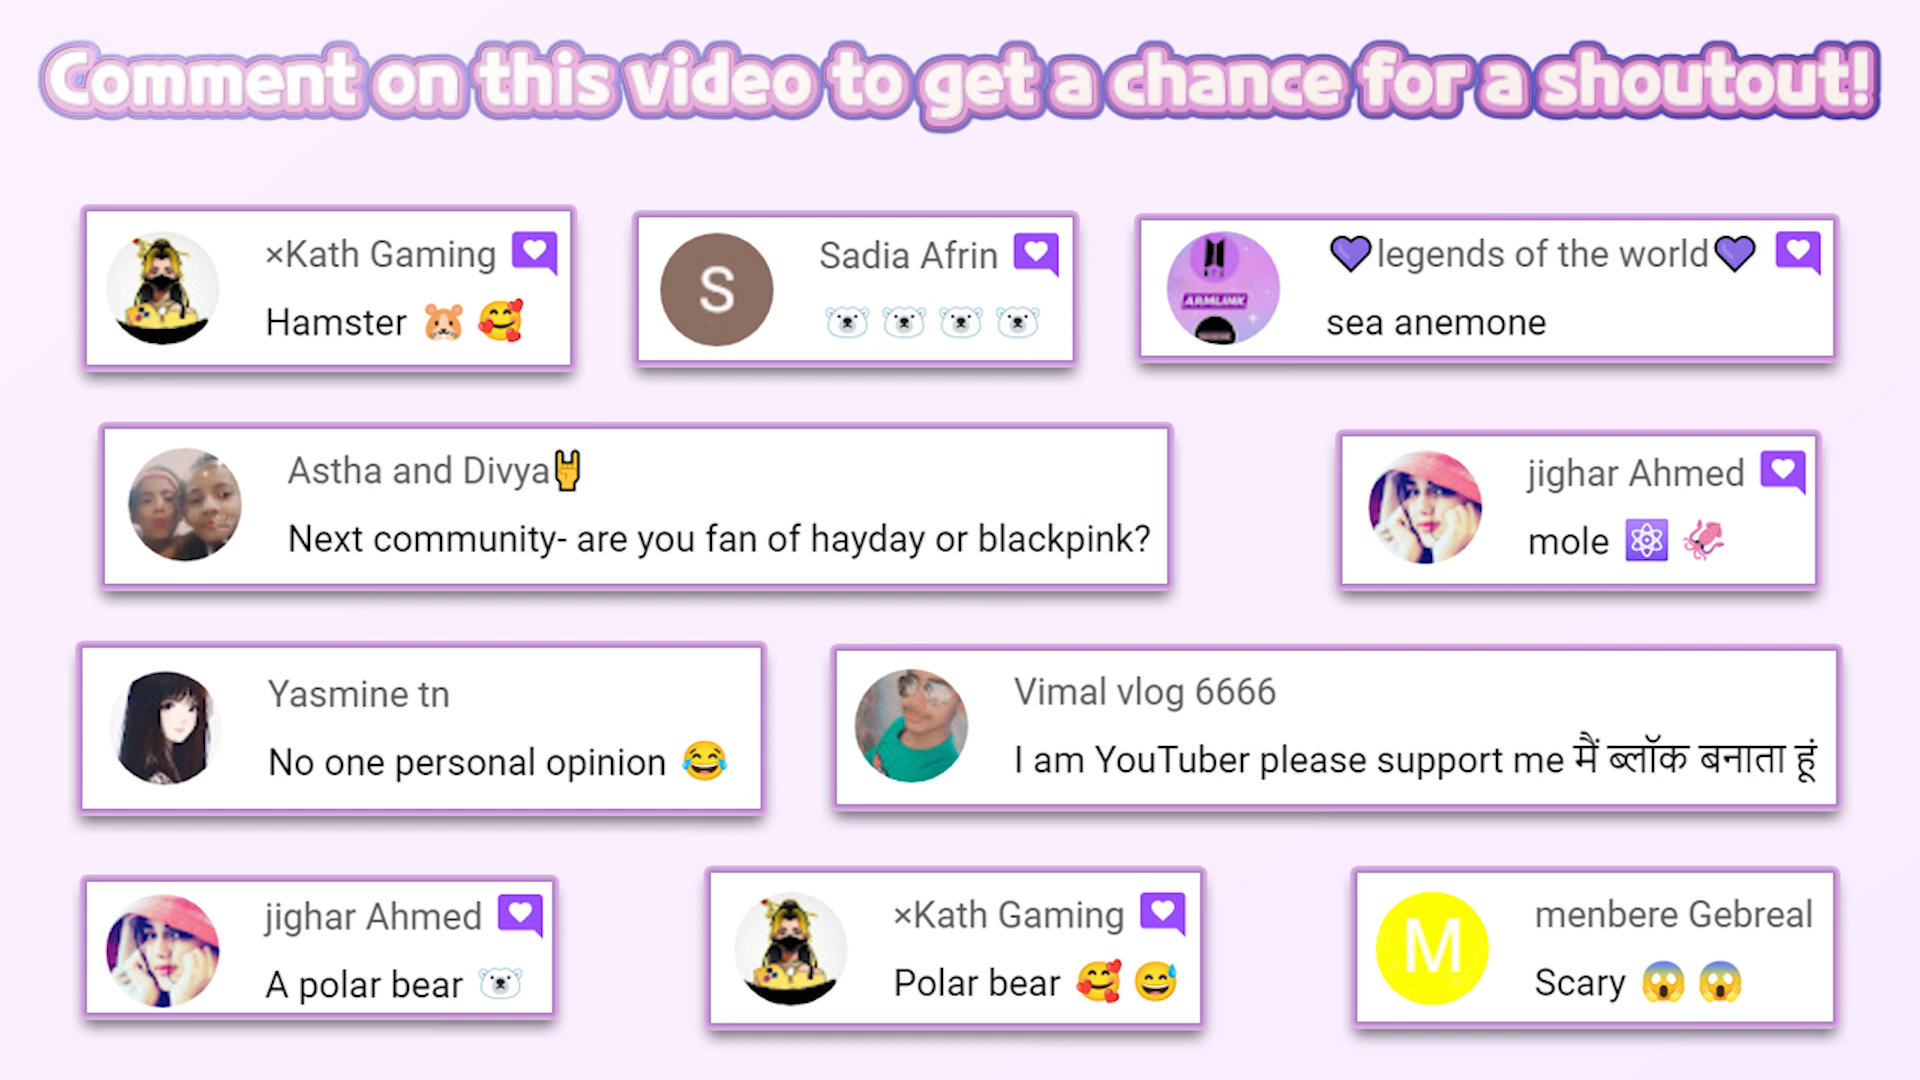 Comment on this video to get a chance for a shoutout!
×Kath Gaming
Hamster 🐹 🥰
Sadia Afrin
🐻‍❄️ 🐻‍❄️ 🐻‍❄️ 🐻‍❄️
💜legends of the world💜
sea anemone
ARMLINK
Astha and Divya🤘
Next community- are you fan of hayday or blackpink?
jighar Ahmed
mole ⚛️ 🦑
Yasmine tn
No one personal opinion 😂
Vimal vlog 6666
I am YouTuber please support me मैं ब्लॉक बनाता हूं
jighar Ahmed
A polar bear 🐻‍❄️
×Kath Gaming
Polar bear 🥰 😅
menbere Gebreal
Scary 😱 😱
S
M